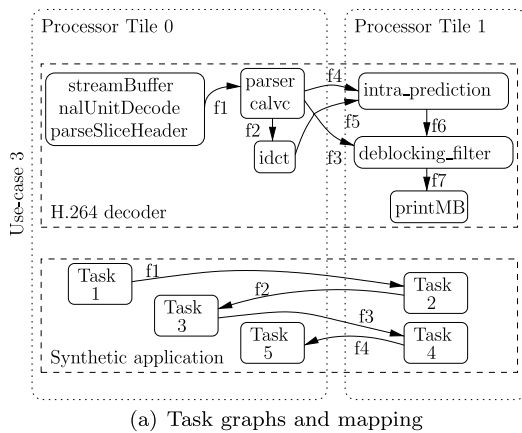 Processor Tile 0
Processor Tile 1
Use-case 3
streamBuffer
nalUnitDecode
parseSliceHeader
f1
parser
calvc
f4
intra_prediction
f2
f5
f6
idct
f3
deblocking_filter
f7
printMB
H.264 decoder
Task
1
f1
Task
2
f2
Task
3
f3
Task
5
f4
Task
4
Synthetic application
(a) Task graphs and mapping